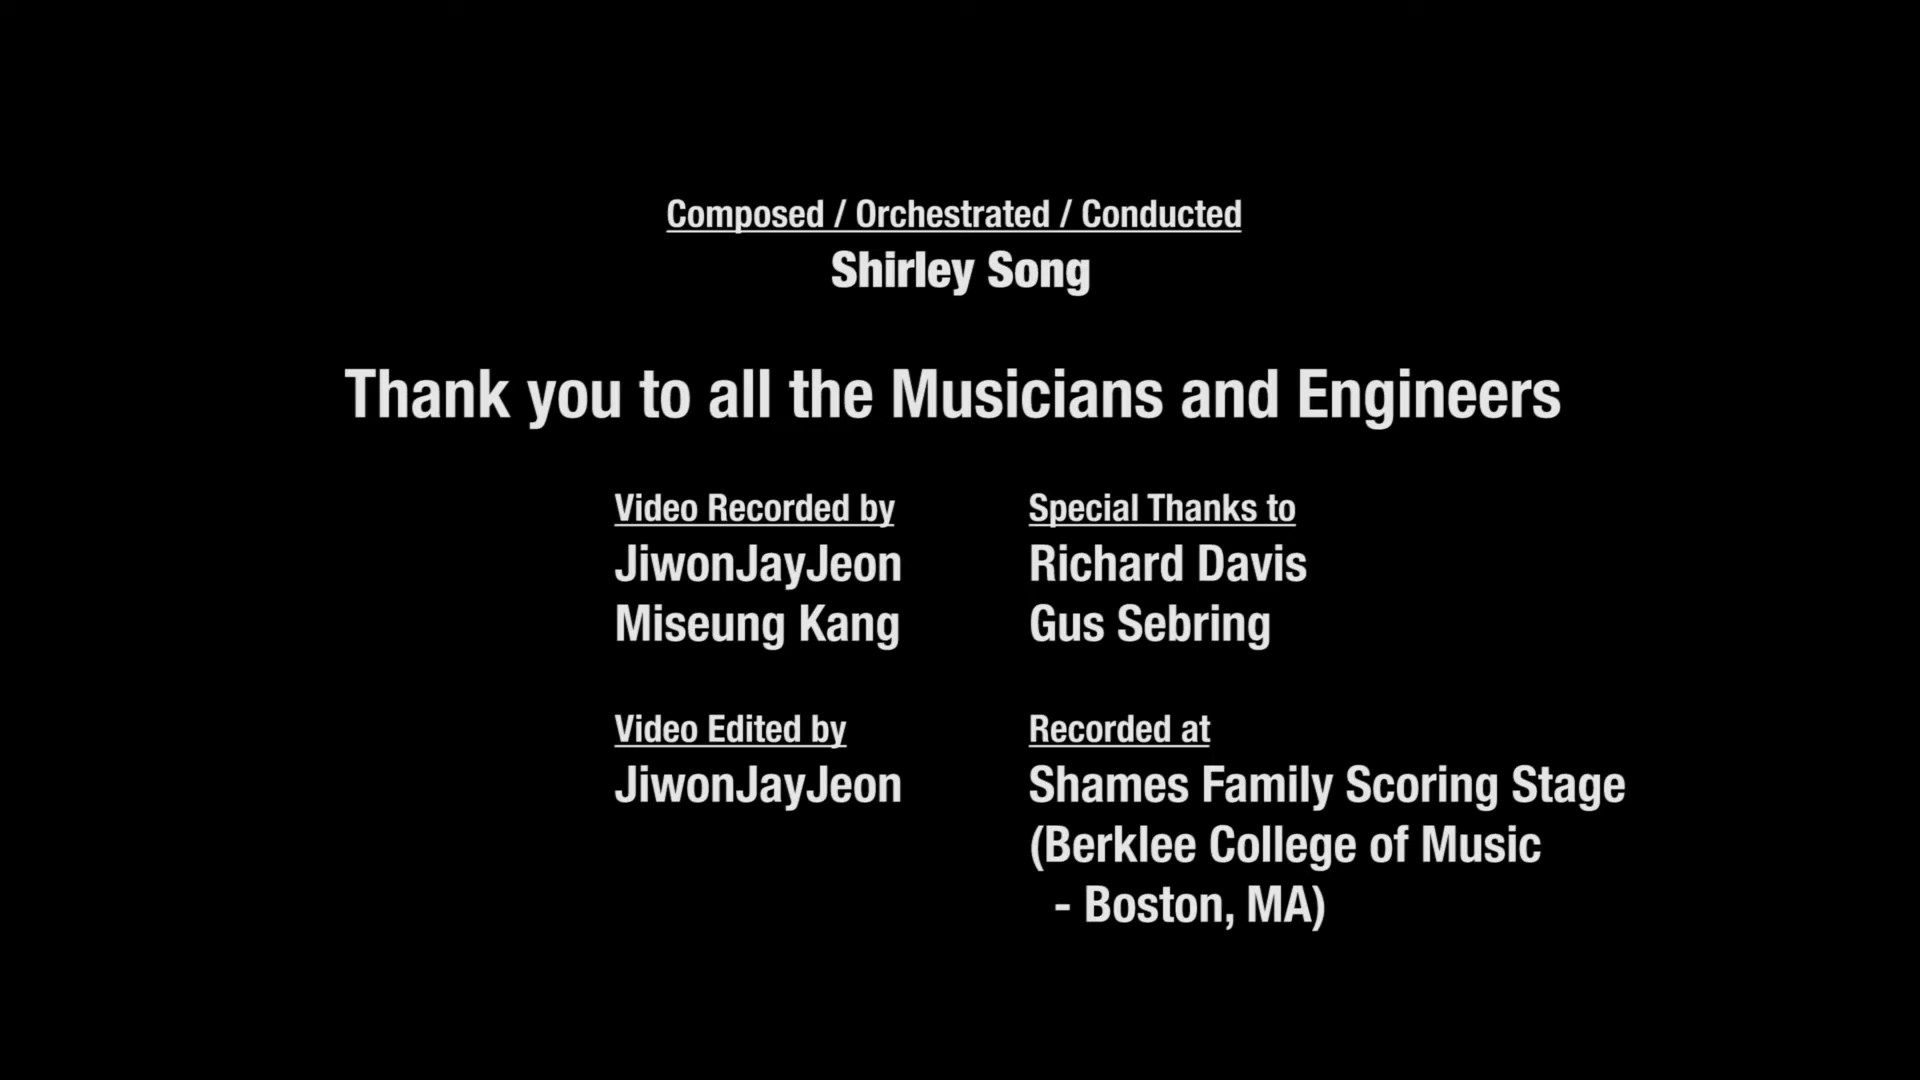 Composed / Orchestrated / Conducted
Shirley Song
Thank you to all the Musicians and Engineers
Video Recorded by
JiwonJayJeon
Miseung Kang
Special Thanks to
Richard Davis
Gus Sebring
Video Edited by
JiwonJayJeon
Recorded at
Shames Family Scoring Stage
(Berklee College of Music
- Boston, MA)